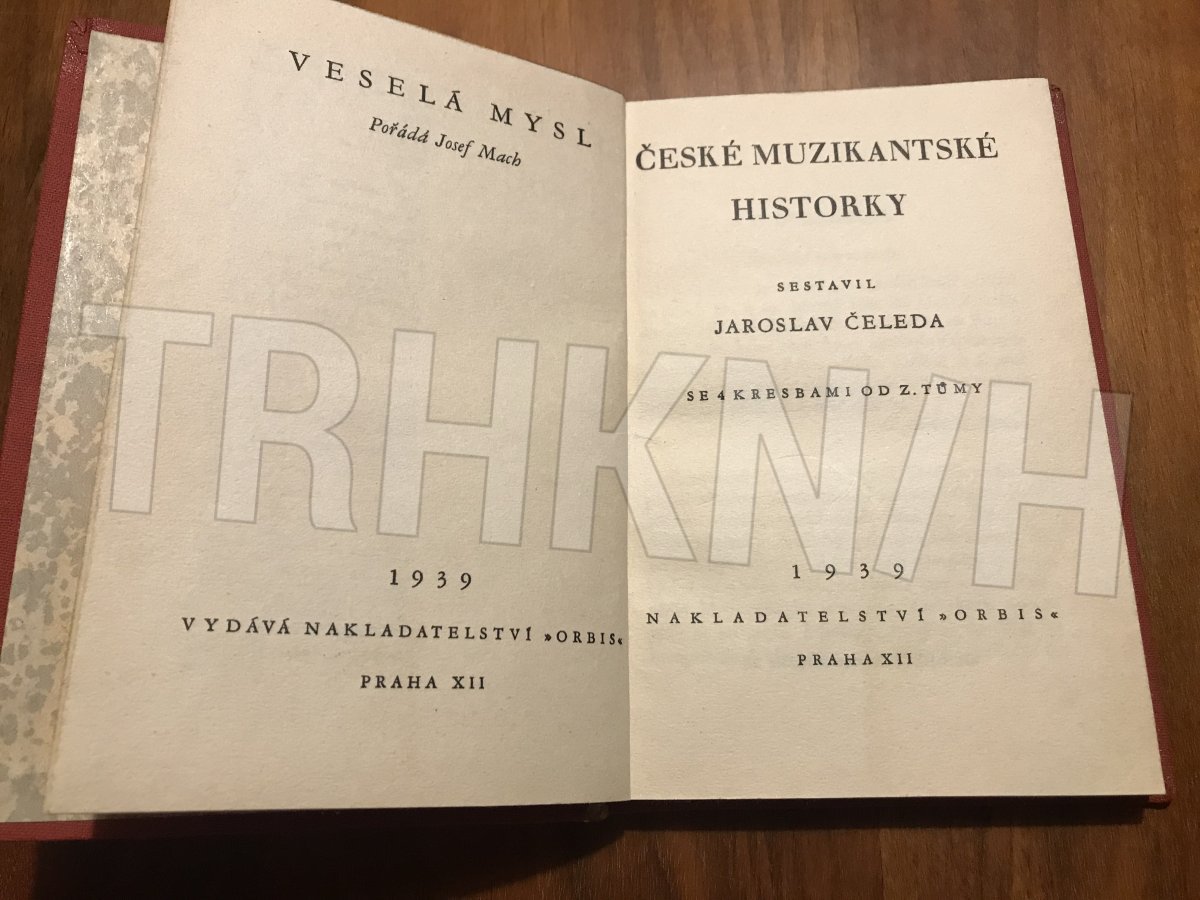 VESELÁ MYSL
Pořádá Josef Mach
1939
VYDÁVÁ NAKLADATELSTVÍ »ORBIS«
PRAHA XII
ČESKÉ MUZIKANTSKÉ
HISTORKY
SESTAVIL
JAROSLAV ČELEDA
SE 4 KRESBAMI OD Z. TŮMY
1939
NAKLADATELSTVÍ »ORBIS«
PRAHA XII
TRHKNIH